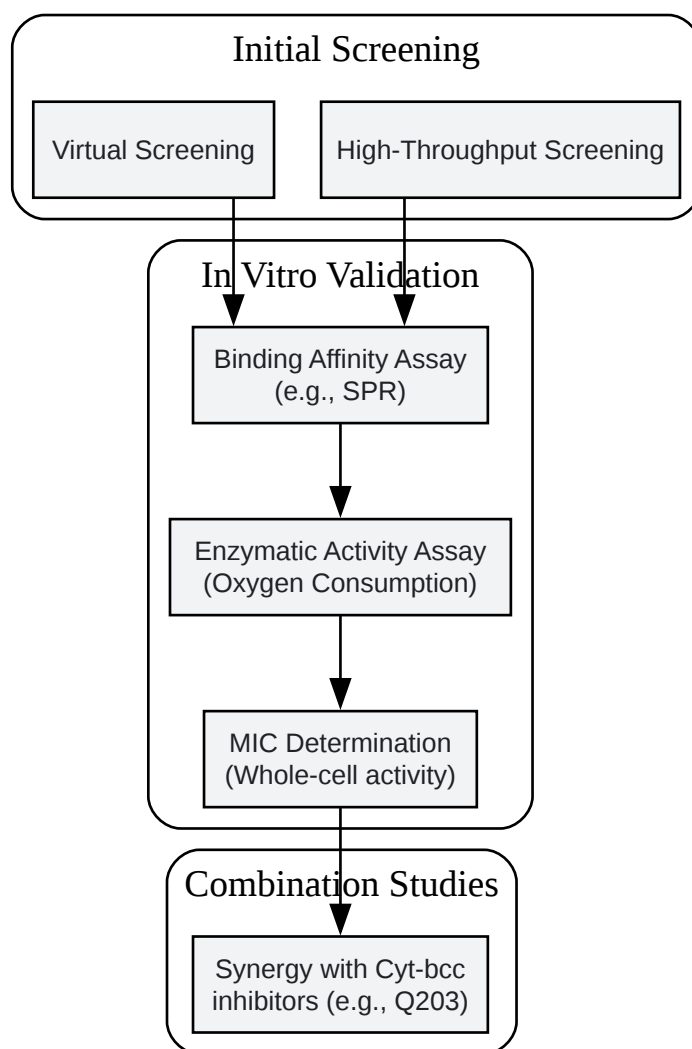 Initial Screening
Virtual Screening
High-Throughput Screening
In Vitro Validation
Binding Affinity Assay
(e.g., SPR)
Enzymatic Activity Assay
(Oxygen Consumption)
MIC Determination
(Whole-cell activity)
Combination Studies
Synergy with Cyt-bcc
inhibitors (e.g., Q203)